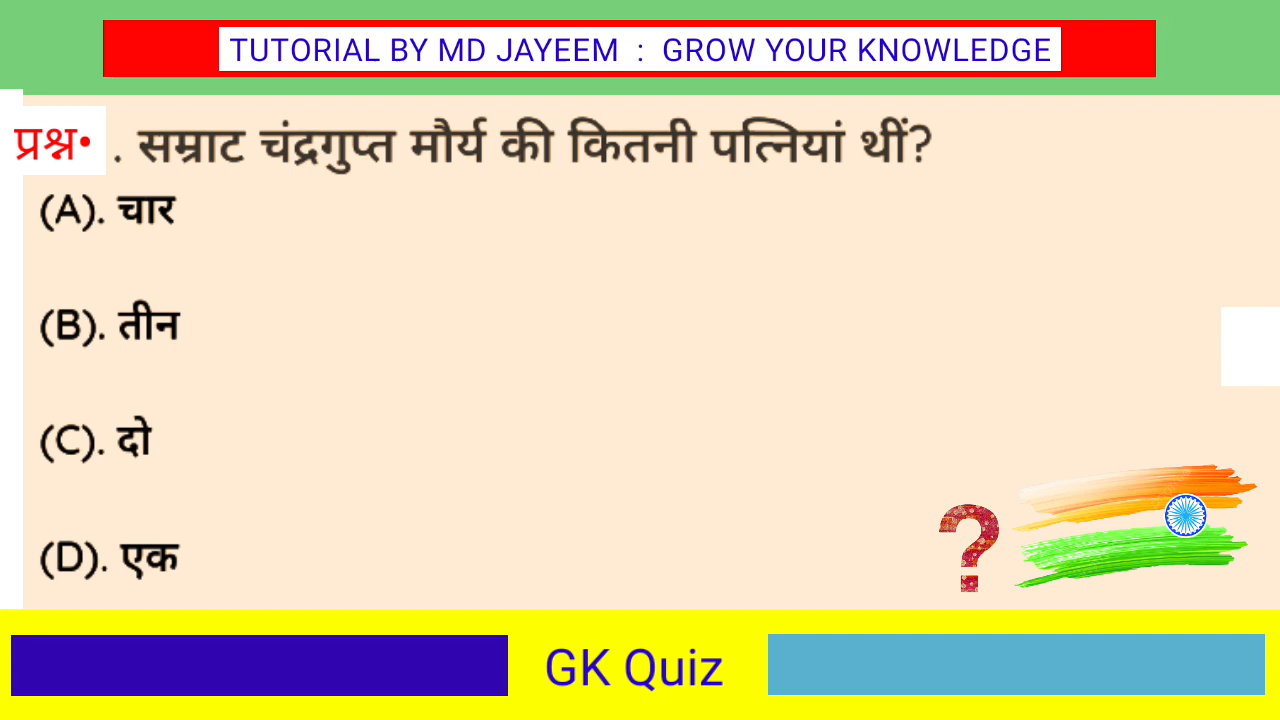 TUTORIAL BY MD JAYEEM : GROW YOUR KNOWLEDGE
प्रश्न• . सम्राट चंद्रगुप्त मौर्य की कितनी पत्नियां थीं?
(A). चार
(B). तीन
(C). दो
(D). एक
?
GK Quiz